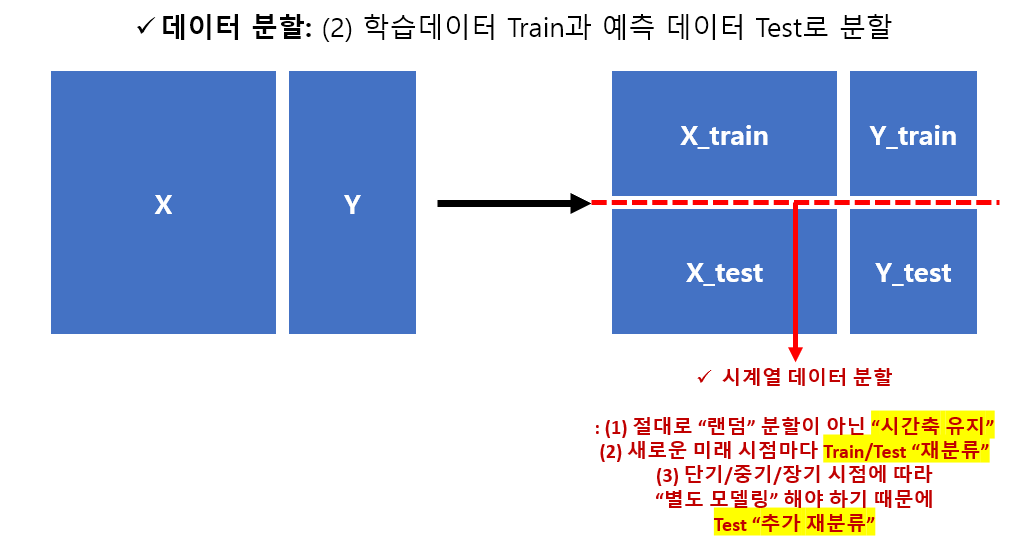 ✓ 데이터 분할: (2) 학습데이터 Train과 예측 데이터 Test로 분할
X
Y
X_train
Y_train
X_test
Y_test
✓ 시계열 데이터 분할
: (1) 절대로 “랜덤” 분할이 아닌 “시간축 유지”
(2) 새로운 미래 시점마다 Train/Test “재분류”
(3) 단기/중기/장기 시점에 따라
“별도 모델링” 해야 하기 때문에
Test “추가 재분류”